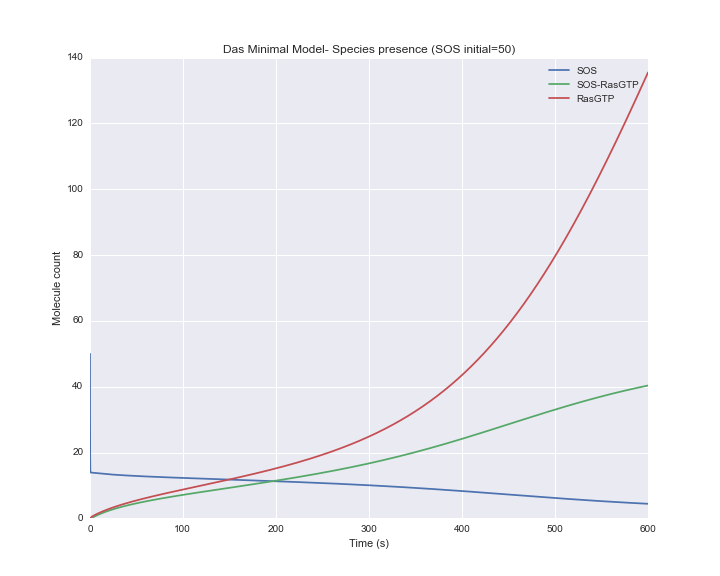 Das Minimal Model- Species presence (SOS initial=50)
SOS
SOS-RasGTP
RasGTP
140
120
100
80
60
40
20
0
Molecule count
0 100 200 300 400 500 600
Time (s)